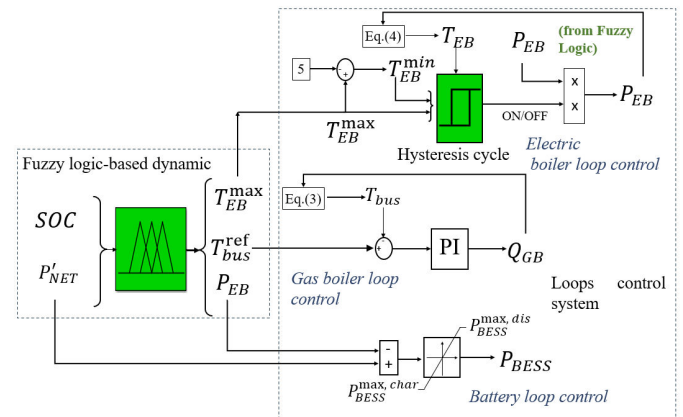 Eq.(4)
T_EB
P_EB
(from Fuzzy
Logic)
5
-
+
T_EB^min
x
x
P_EB
ON/OFF
T_EB^max
Hysteresis cycle
Electric
boiler loop control
Fuzzy logic-based dynamic
T_EB^max
SOC
Eq.(3)
T_bus
T_bus^ref
-
PI
Q_GB
P'_NET
P_EB
Gas boiler loop
control
Loops control
system
P_BESS^max, dis
-
+
P_BESS
P_BESS^max, char
Battery loop control